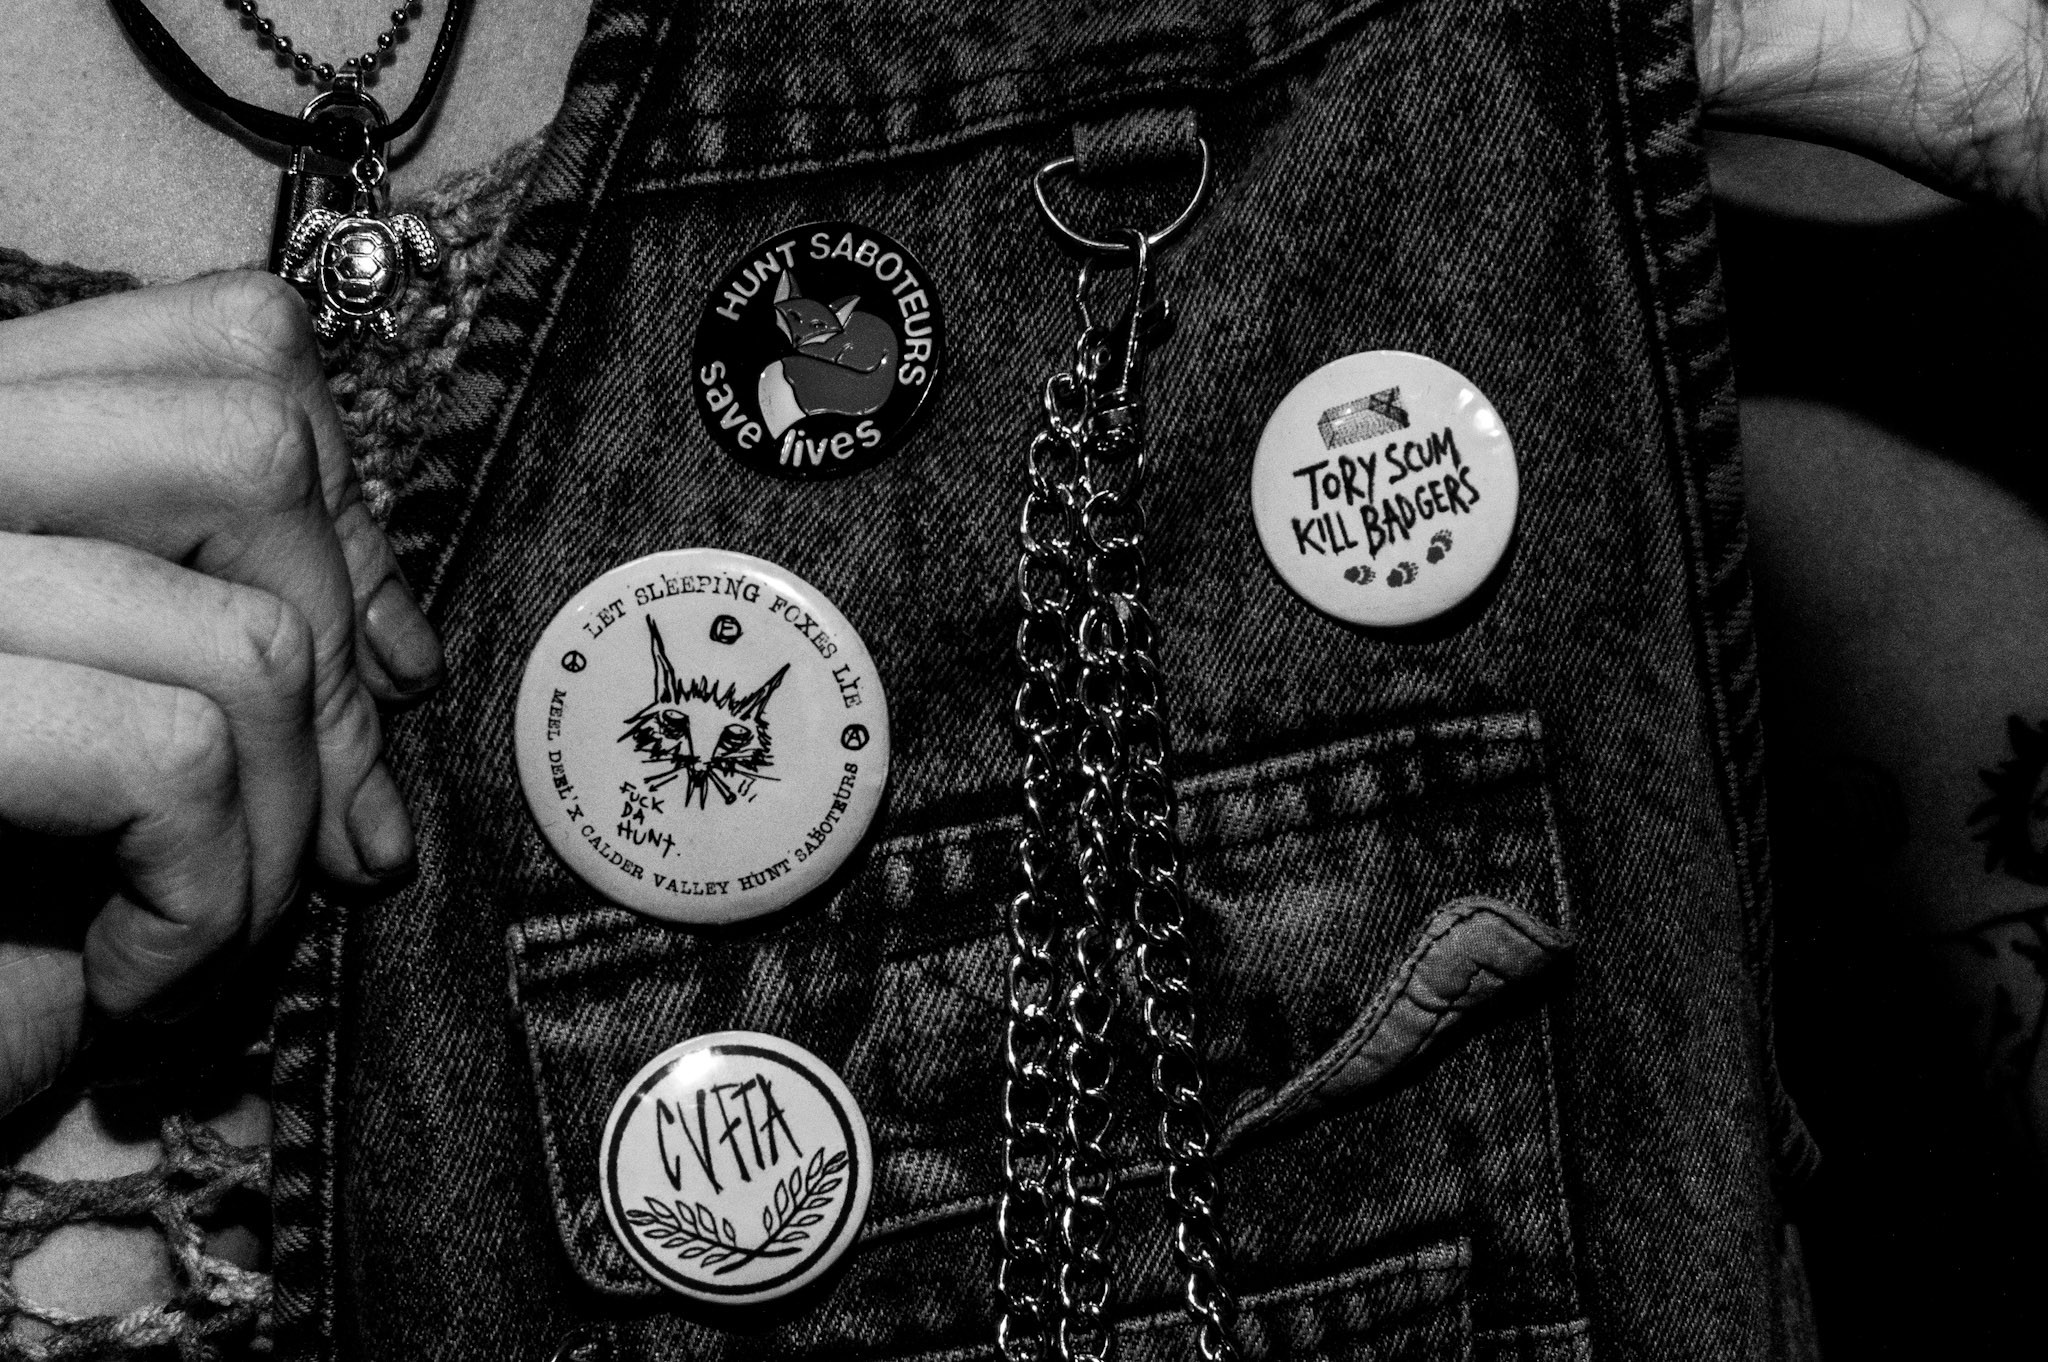 HUNT SABOTEURS
save lives
TORY SCUM
KILL BADGERS
LET SLEEPING FOXES LIE
E
FUCK
DA
HUNT.
MEEL DEEL'X CALDER VALLEY HUNT SABOTEURS
CVFTA